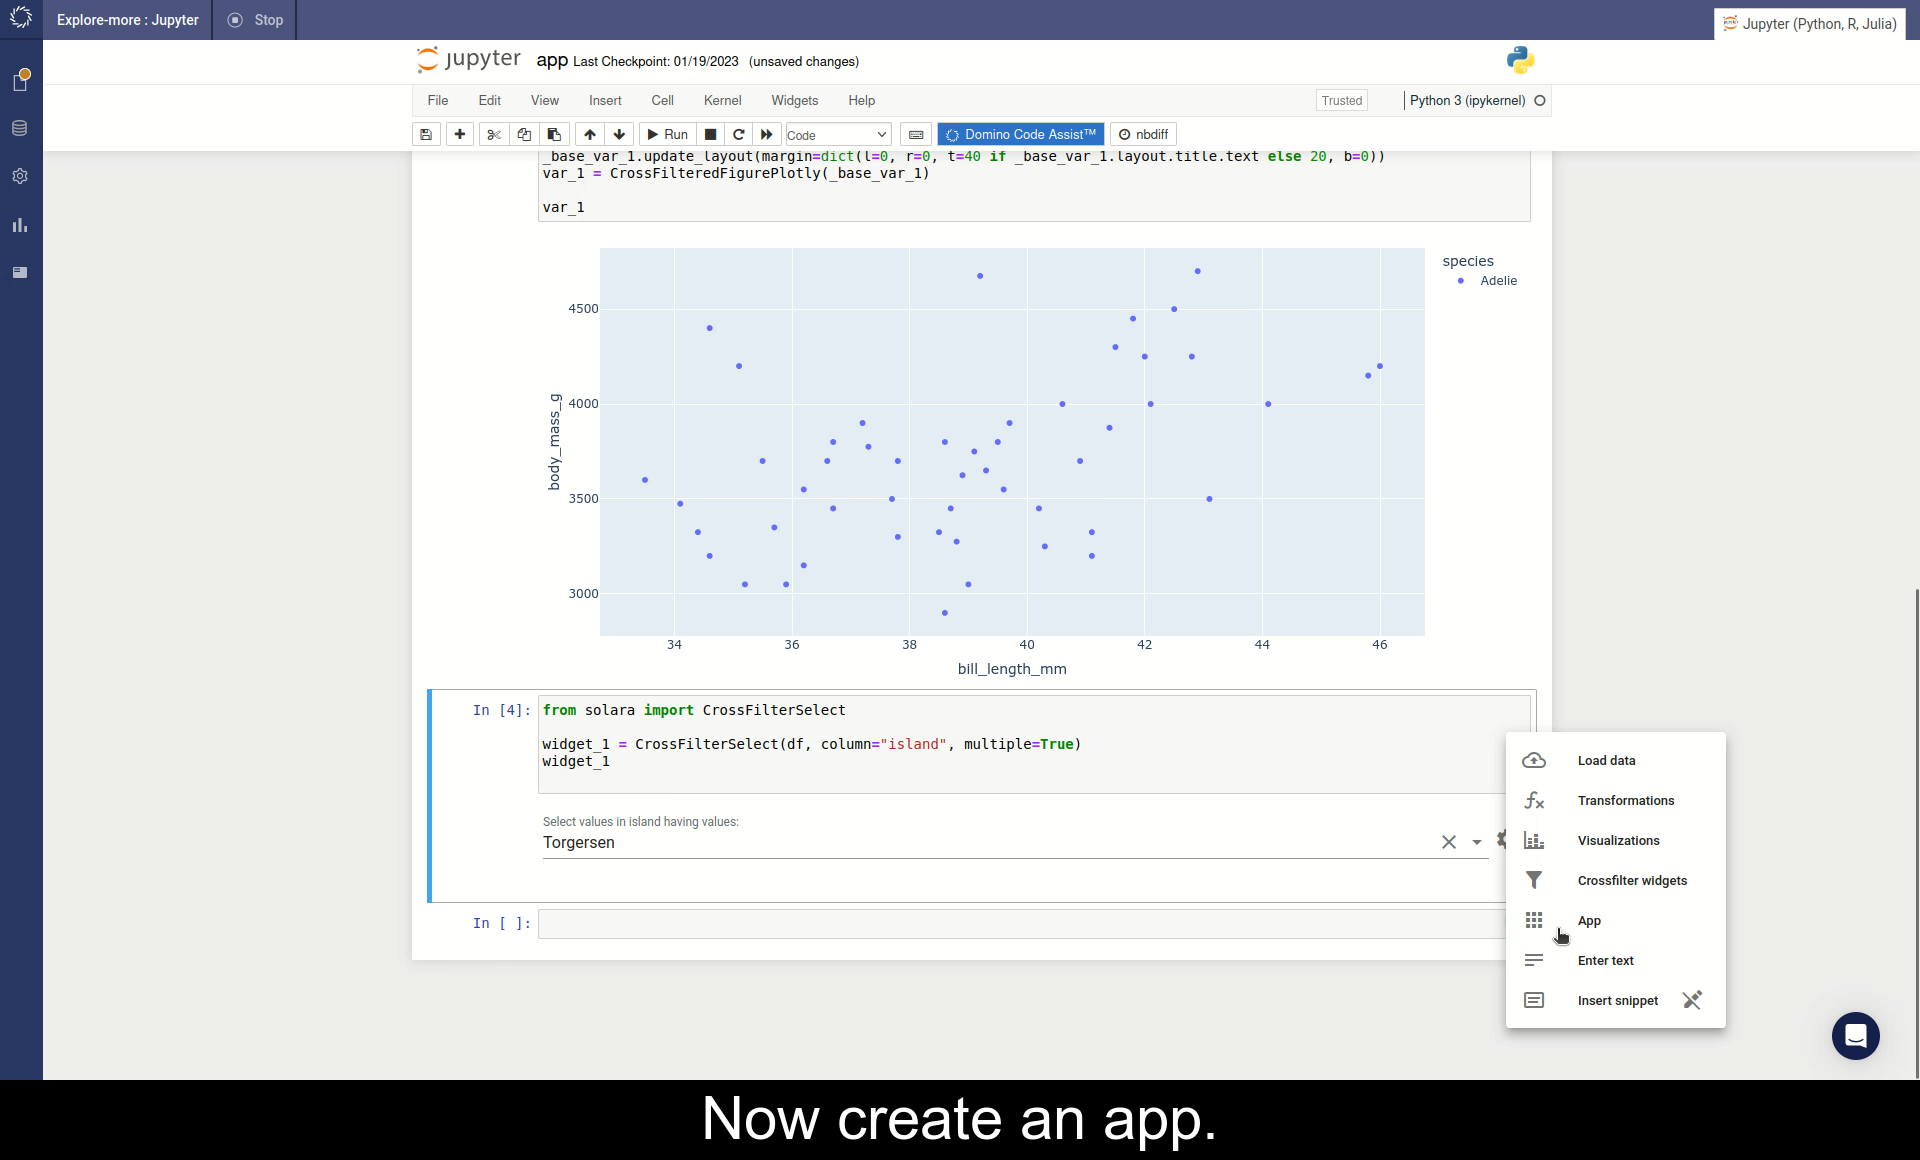 Explore-more : Jupyter
Stop
Jupyter (Python, R, Julia)
jupyter app Last Checkpoint: 01/19/2023 (unsaved changes)
File Edit View Insert Cell Kernel Widgets Help
Trusted
Python 3 (ipykernel)
Run
Code
Domino Code Assist™
nbdiff
_base_var_1.update_layout(margin=dict(l=0, r=0, t=40 if _base_var_1.layout.title.text else 20, b=0))
var_1 = CrossFilteredFigurePlotly(_base_var_1)
var_1
species
Adelie
4500
4000
3500
3000
body_mass_g
34 36 38 40 42 44 46
bill_length_mm
In [4]:
from solara import CrossFilterSelect
widget_1 = CrossFilterSelect(df, column="island", multiple=True)
widget_1
Select values in island having values:
Torgersen
In [ ]:
Load data
Transformations
Visualizations
Crossfilter widgets
App
Enter text
Insert snippet
Now create an app.